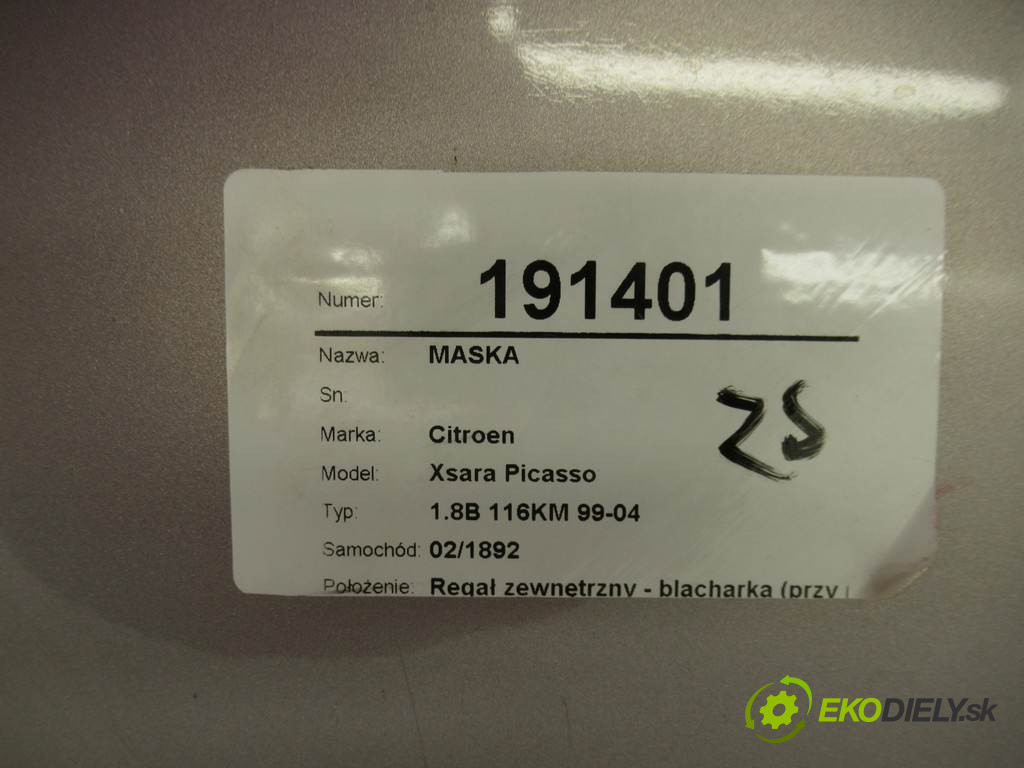 Numer: 191401
Nazwa: MASKA
Sn:
Marka: Citroen
Model: Xsara Picasso
Typ: 1.8B 116KM 99-04
Samochód: 02/1892
Położenie: Regał zewnętrzny - blacharka (przy
ZS
EKODIELY.sk